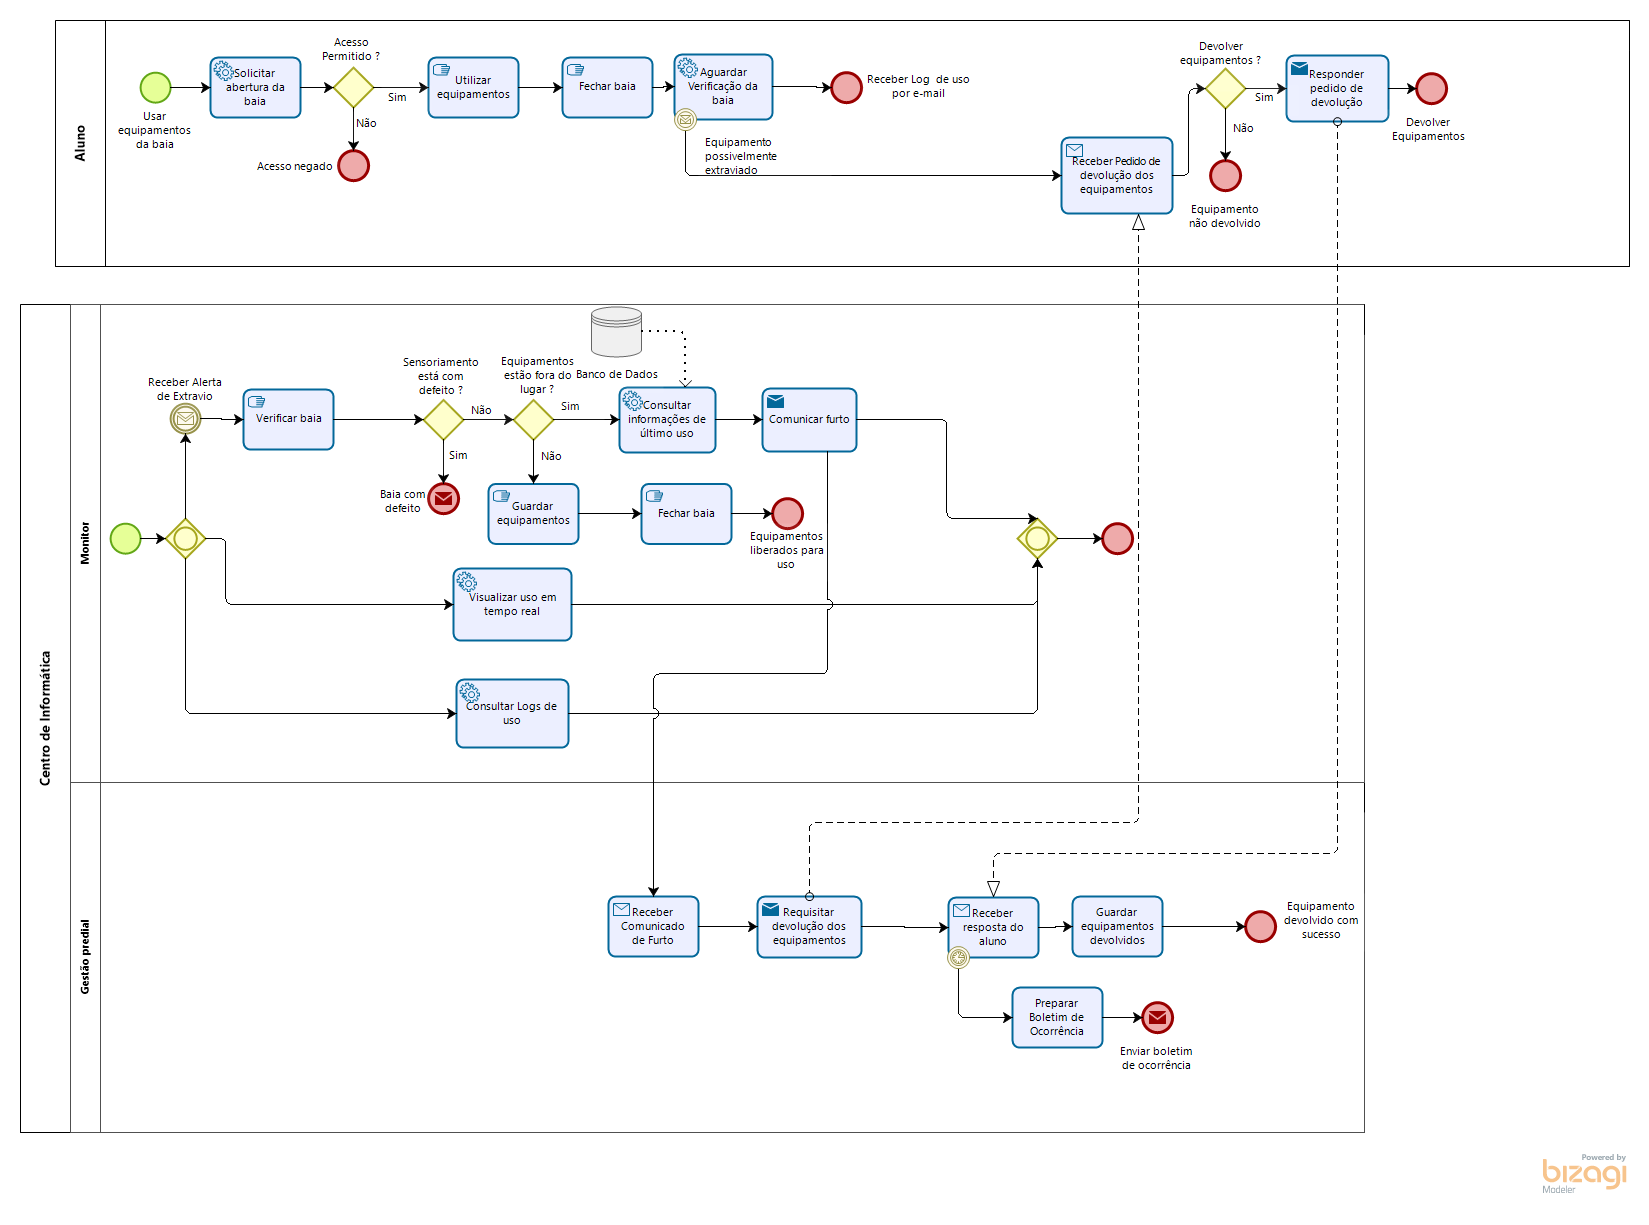 Aluno
Usar
equipamentos
da baia
Solicitar
abertura da
baia
Acesso
Permitido ?
Sim
Não
Acesso negado
Utilizar
equipamentos
Fechar baia
Aguardar
Verificação da
baia
Receber Log  de uso
por e-mail
Equipamento
possivelmente
extraviado
Receber Pedido de
devolução dos
equipamentos
Devolver
equipamentos ?
Sim
Não
Equipamento
não devolvido
Responder
pedido de
devolução
Devolver
Equipamentos
Centro de Informática
Monitor
Receber Alerta
de Extravio
Verificar baia
Sensoriamento
está com
defeito ?
Não
Sim
Baia com
defeito
Equipamentos
estão fora do
lugar ?
Sim
Não
Banco de Dados
Consultar
informações de
último uso
Comunicar furto
Guardar
equipamentos
Fechar baia
Equipamentos
liberados para
uso
Visualizar uso em
tempo real
Consultar Logs de
uso
Gestão predial
Receber
Comunicado
de Furto
Requisitar
devolução dos
equipamentos
Receber
resposta do
aluno
Guardar
equipamentos
devolvidos
Equipamento
devolvido com
sucesso
Preparar
Boletim de
Ocorrência
Enviar boletim
de ocorrência
Powered by
bizagi
Modeler